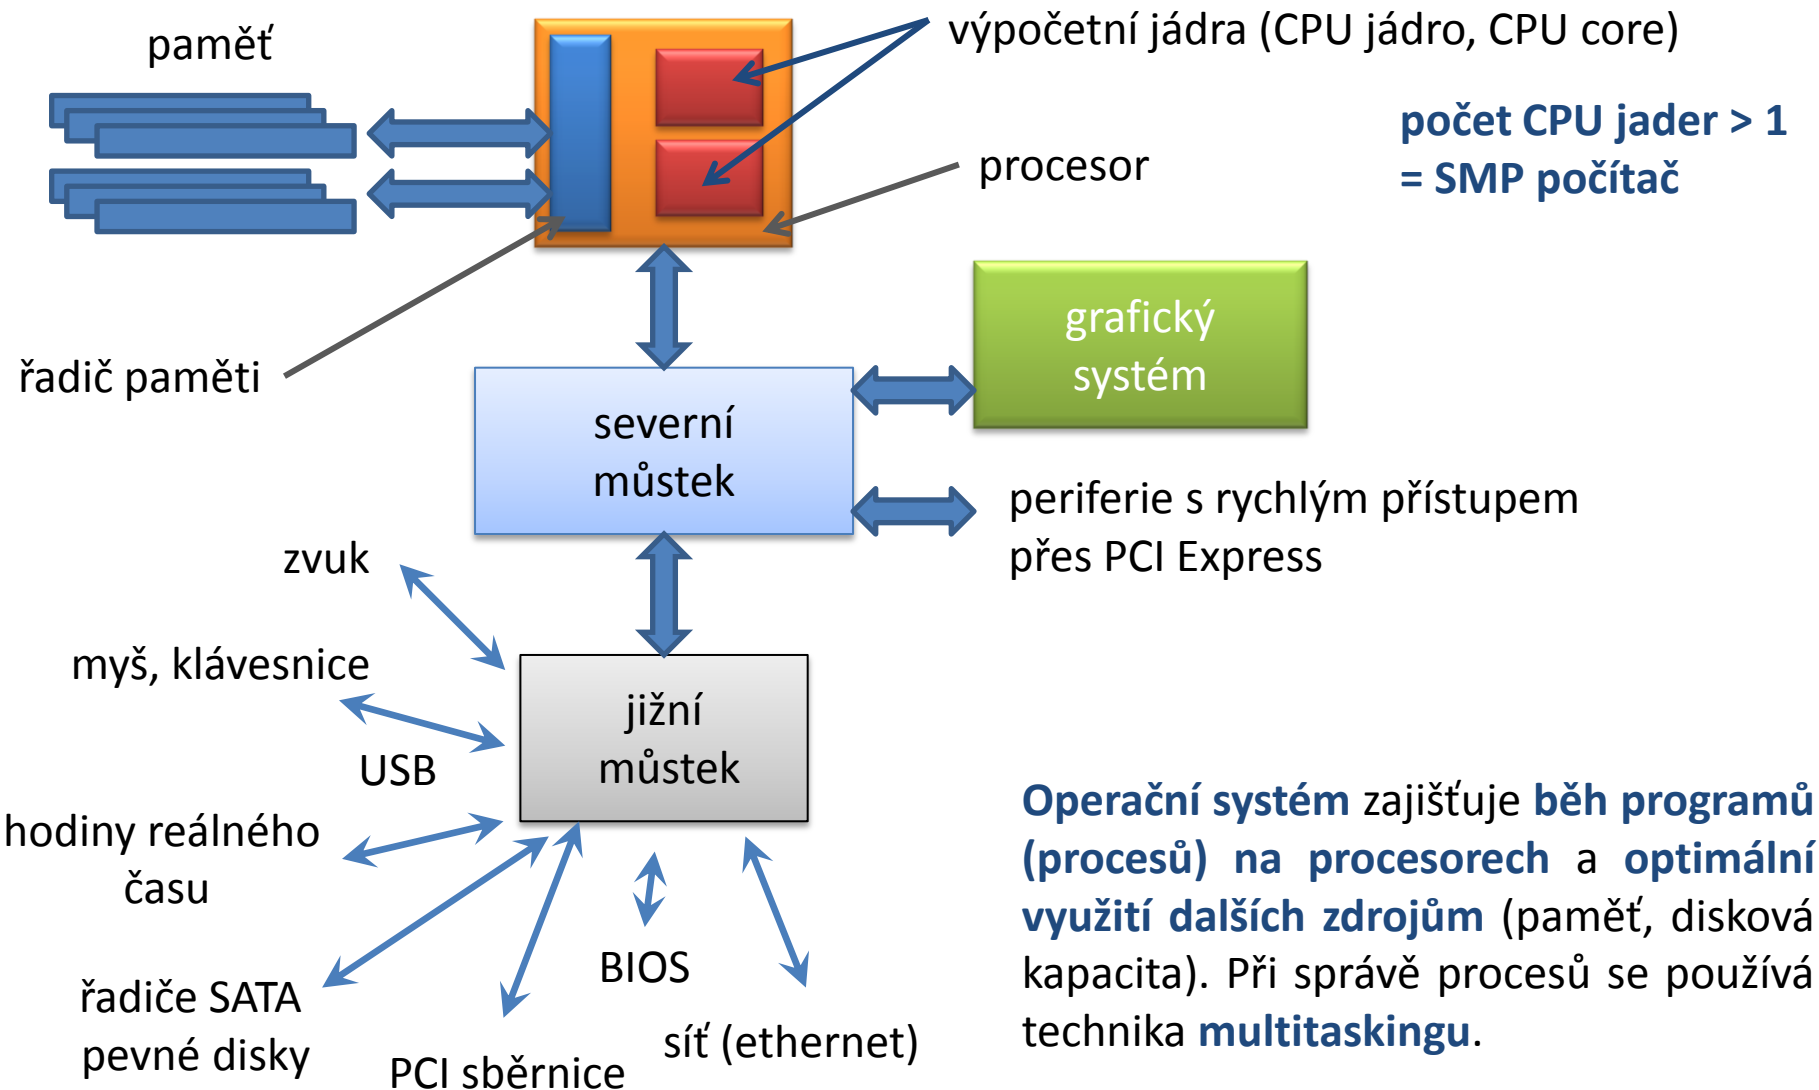 paměť
výpočetní jádra (CPU jádro, CPU core)
počet CPU jader > 1
= SMP počítač
procesor
řadič paměti
grafický
systém
severní
můstek
periferie s rychlým přístupem
přes PCI Express
zvuk
myš, klávesnice
USB
jižní
můstek
hodiny reálného
času
řadiče SATA
pevné disky
PCI sběrnice
BIOS
síť (ethernet)
Operační systém zajišťuje běh programů
(procesů) na procesorech a optimální
využití dalších zdrojům (paměť, disková
kapacita). Při správě procesů se používá
technika multitaskingu.